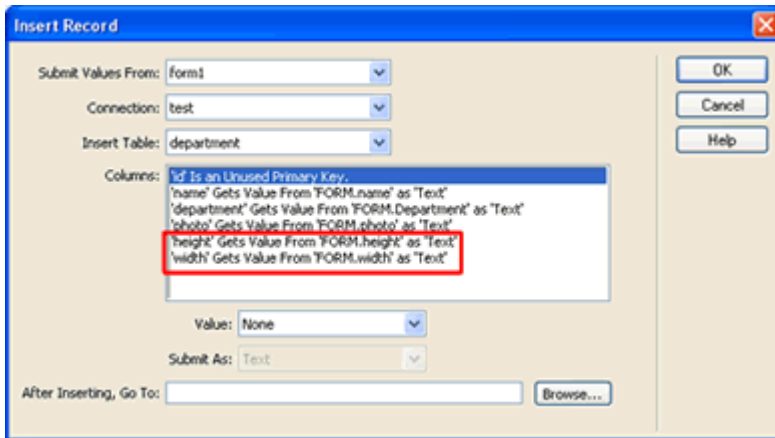 Insert Record
Submit Values From: form1
OK
Connection: test
Cancel
Insert Table: department
Help
Columns: 'id' Is an Unused Primary Key.
'name' Gets Value From 'FORM.name' as 'Text'
'department' Gets Value From 'FORM.Department' as 'Text'
'photo' Gets Value From 'FORM.photo' as 'Text'
'height' Gets Value From 'FORM.height' as 'Text'
'width' Gets Value From 'FORM.width' as 'Text'
Value: None
Submit As: Text
After Inserting, Go To: Browse...